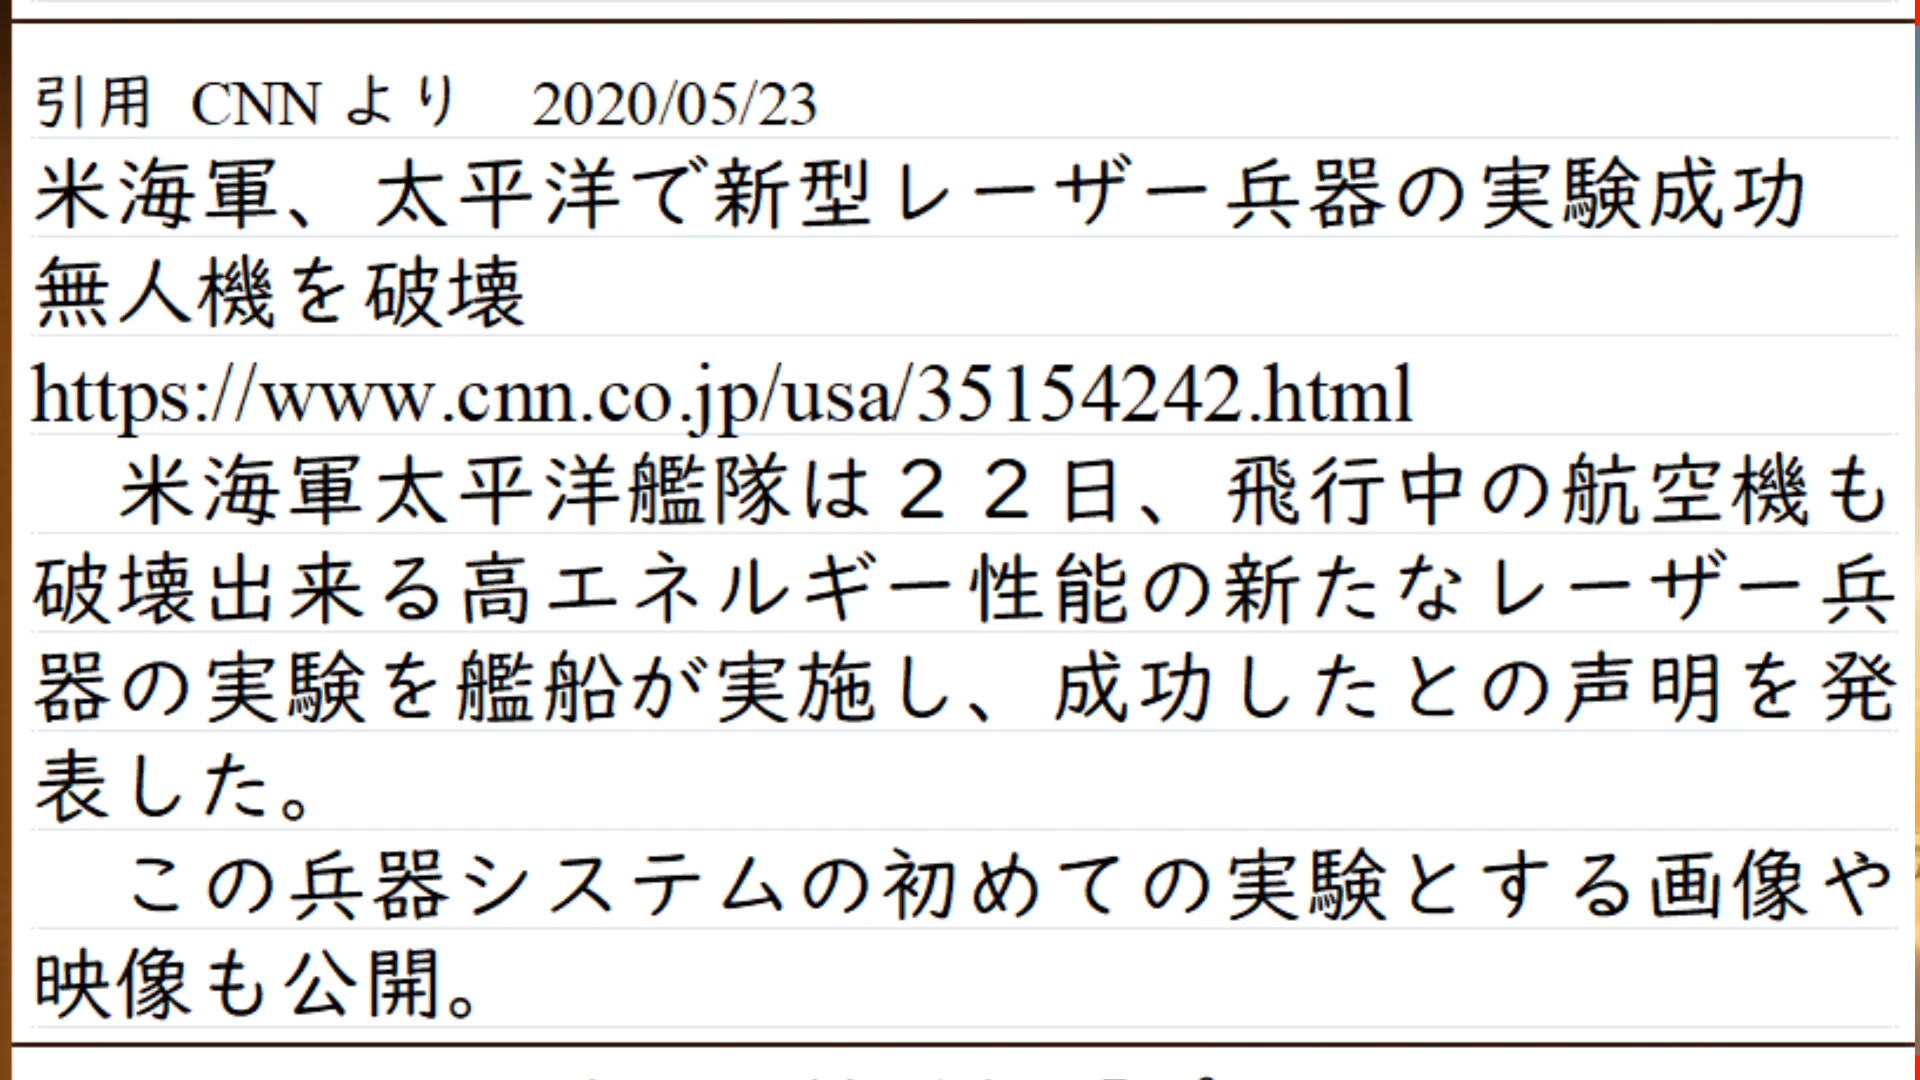 引用 CNN より　2020/05/23
米海軍、太平洋で新型レーザー兵器の実験成功
無人機を破壊
https://www.cnn.co.jp/usa/35154242.html
　米海軍太平洋艦隊は２２日、飛行中の航空機も
破壊出来る高エネルギー性能の新たなレーザー兵
器の実験を艦船が実施し、成功したとの声明を発
表した。
　この兵器システムの初めての実験とする画像や
映像も公開。